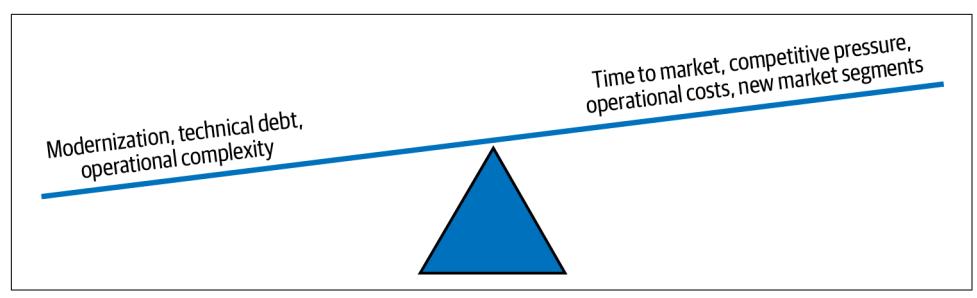 Modernization, technical debt,
operational complexity
Time to market, competitive pressure,
operational costs, new market segments